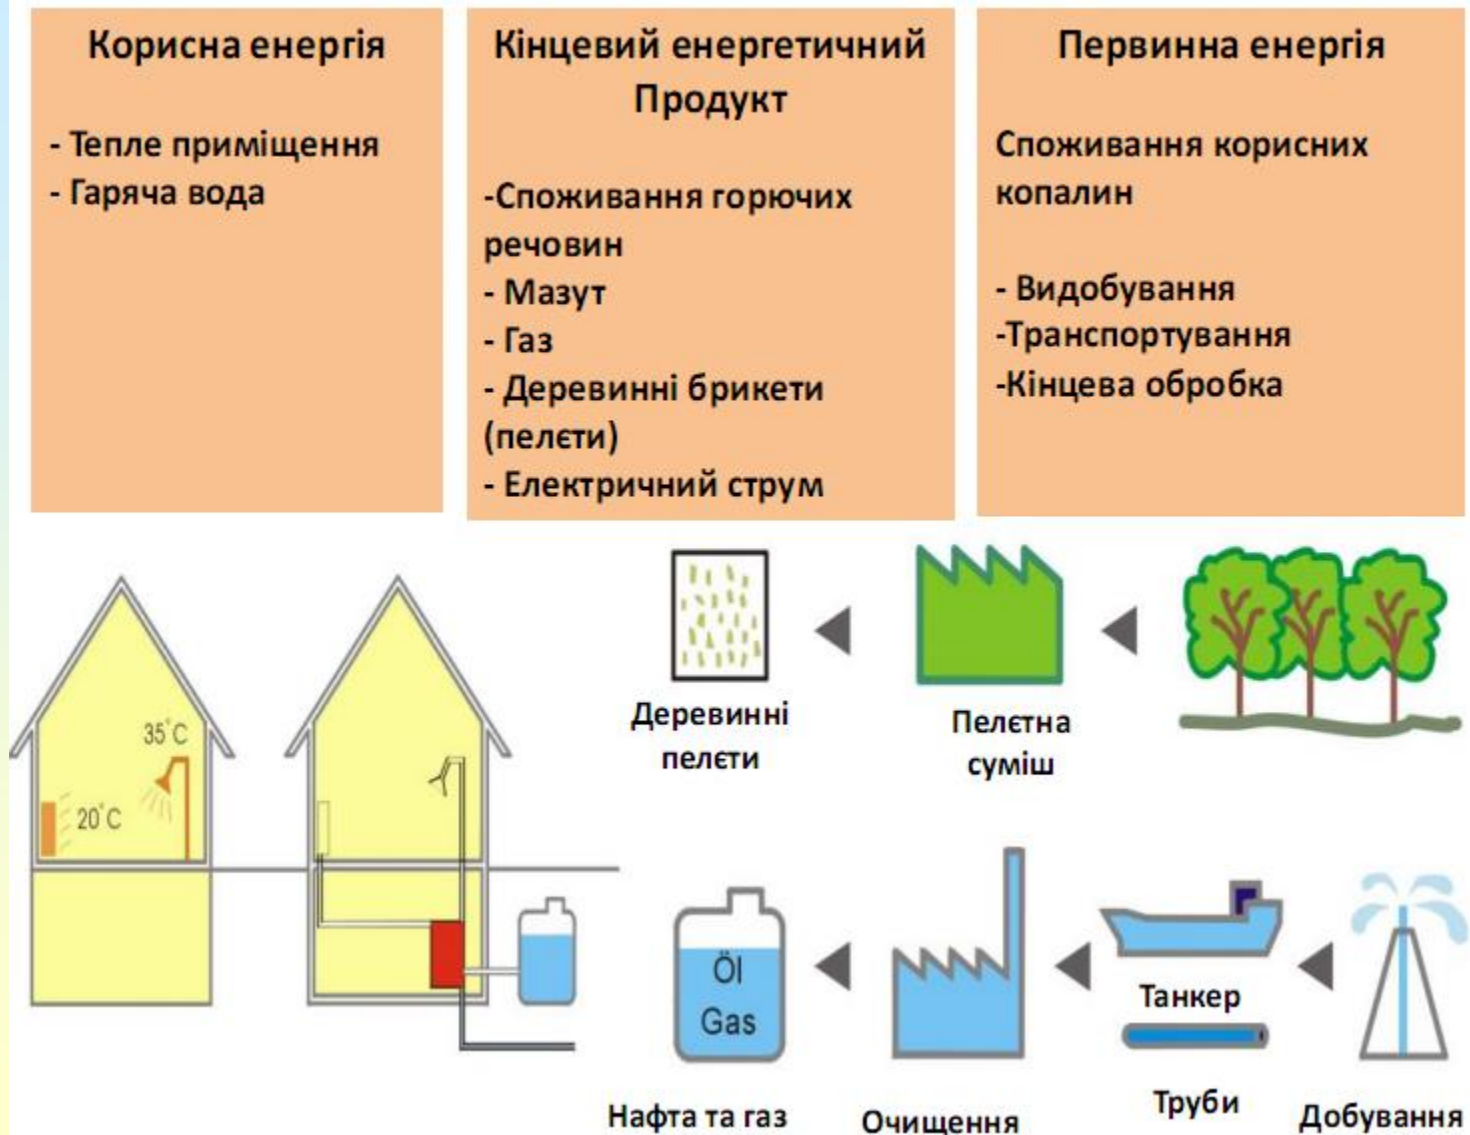 Корисна енергія
- Тепле приміщення
- Гаряча вода
Кінцевий енергетичний
Продукт
-Споживання горючих
речовин
- Мазут
- Газ
- Деревинні брикети
(пелєти)
- Електричний струм
Первинна енергія
Споживання корисних
копалин
- Видобування
-Транспортування
-Кінцева обробка
35°C
20°C
Деревинні
пелєти
Пелєтна
суміш
Öl
Gas
Нафта та газ
Очищення
Танкер
Труби
Добування